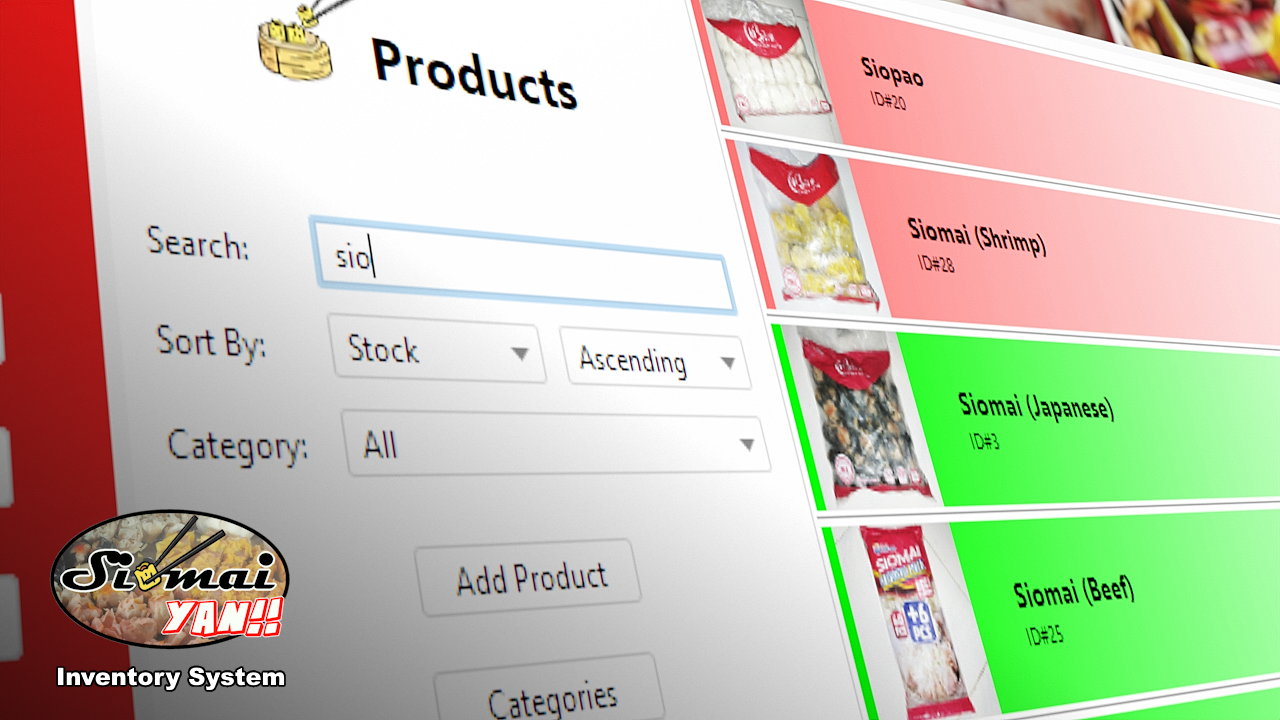 Products
Search:
sio
Sort By:
Stock
Ascending
Category:
All
Add Product
Categories
Siopao
ID#20
Siomai (Shrimp)
ID#28
Siomai (Japanese)
ID#3
Siomai (Beef)
ID#25
SIOMAI
+6
PCS
Siomai
YAN!!
Inventory System